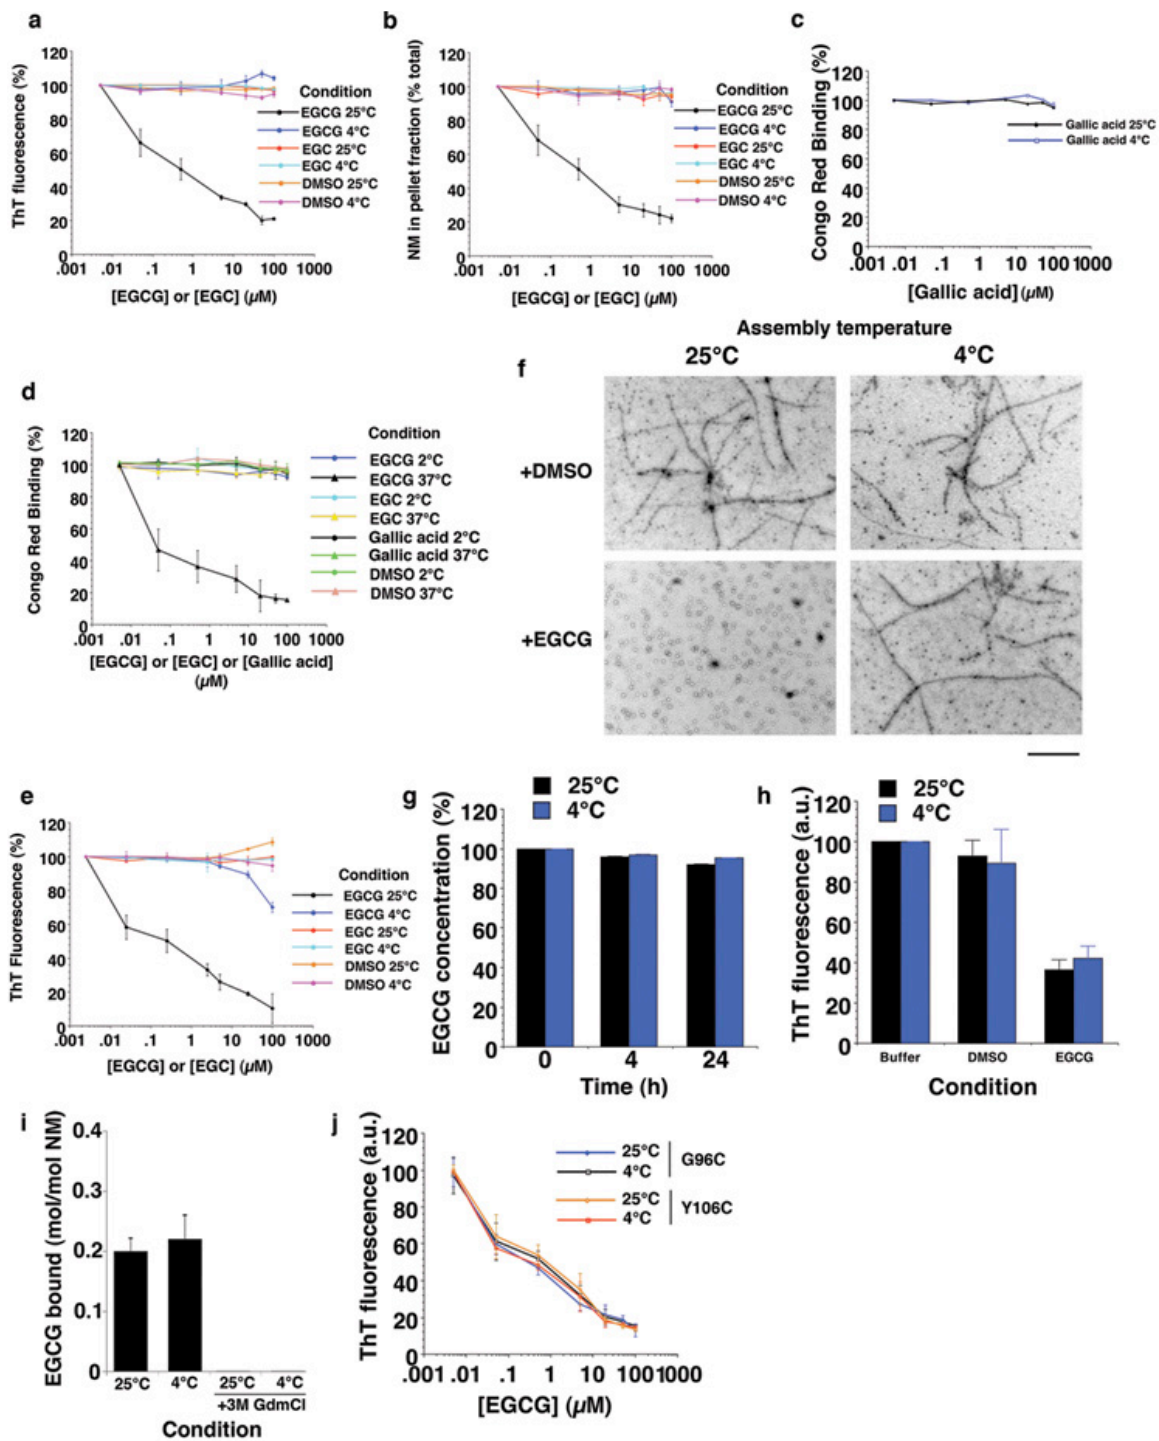 a
120
100
80
60
40
20
0
ThT fluorescence (%)
.001 .01 .1 1 10 100 1000
[EGCG] or [EGC] (µM)
Condition
EGCG 25°C
EGCG 4°C
EGC 25°C
EGC 4°C
DMSO 25°C
DMSO 4°C
b
120
100
80
60
40
20
0
NM in pellet fraction (% total)
.001 .01 .1 1 10 100 1000
[EGCG] or [EGC] (µM)
Condition
EGCG 25°C
EGCG 4°C
EGC 25°C
EGC 4°C
DMSO 25°C
DMSO 4°C
c
120
100
80
60
40
20
0
Congo Red Binding (%)
.001 .01 .1 1 10 100 1000
[Gallic acid] (µM)
Gallic acid 25°C
Gallic acid 4°C
d
120
100
80
60
40
20
0
Congo Red Binding (%)
.001 .01 .1 1 10 100 1000
[EGCG] or [EGC] or [Gallic acid]
(µM)
Condition
EGCG 2°C
EGCG 37°C
EGC 2°C
EGC 37°C
Gallic acid 2°C
Gallic acid 37°C
DMSO 2°C
DMSO 37°C
f
Assembly temperature
25°C 4°C
+DMSO
+EGCG
e
120
100
80
60
40
20
0
ThT Fluorescence (%)
.001 .01 .1 1 10 100 1000
[EGCG] or [EGC] (µM)
Condition
EGCG 25°C
EGCG 4°C
EGC 25°C
EGC 4°C
DMSO 25°C
DMSO 4°C
g
25°C
4°C
120
100
80
60
40
20
0
EGCG concentration (%)
0 4 24
Time (h)
h
25°C
4°C
120
100
80
60
40
20
0
ThT fluorescence (a.u.)
Buffer DMSO EGCG
Condition
i
0.4
0.3
0.2
0.1
0
EGCG bound (mol/mol NM)
25°C 4°C 25°C 4°C
+3M GdmCl
Condition
j
120
100
80
60
40
20
0
ThT fluorescence (a.u.)
.001 .01 .1 1 10 100 1000
[EGCG] (µM)
25°C
4°C
G96C
25°C
4°C
Y106C